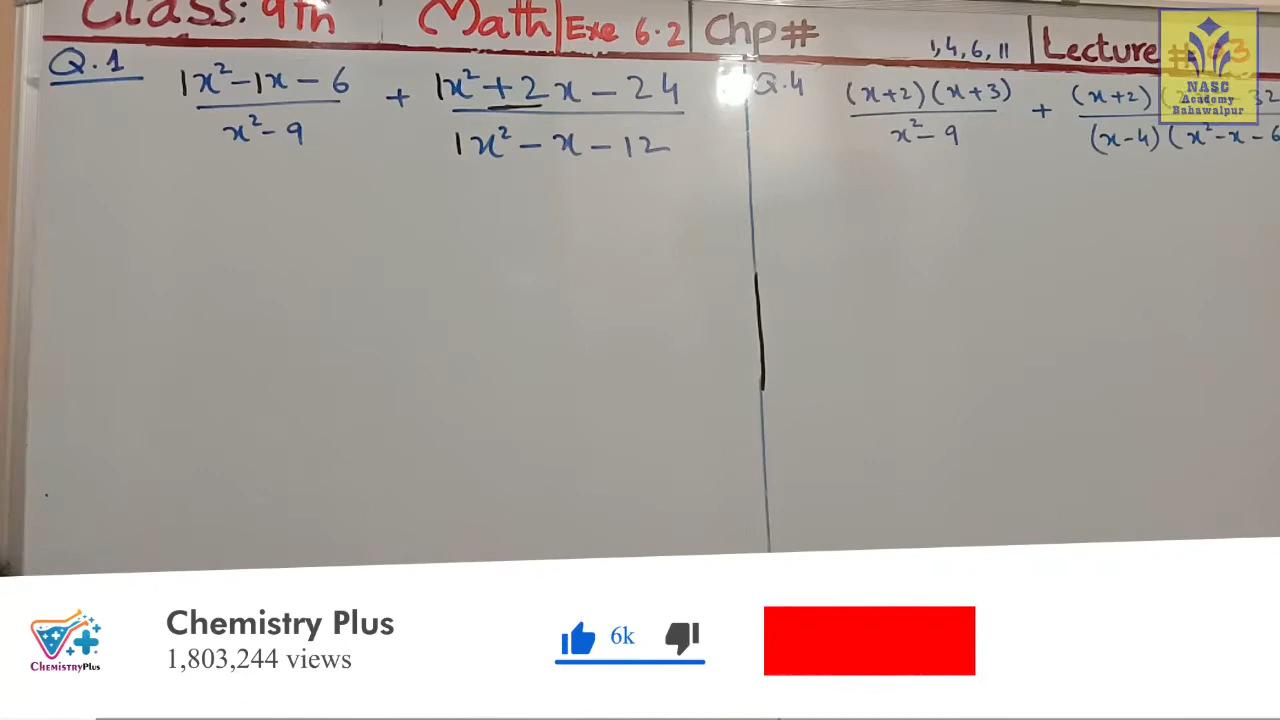 Class: 9th Math Exe 6.2 Chp# 1, 4, 6, 11 Lecture # 3
Q.1
1x²-1x-6 + 1x²+2x-24
x²-9 1x²-x-12
Q.4
(x+2)(x+3) + (x+2)
x²-9 (x-4)(x²-x-6
NASC
Academy
Bahawalpur
Chemistry Plus
1,803,244 views
6k
CHEMISTRYPLUS